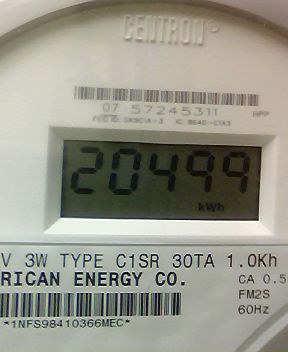 CENTRON®
07 57245311 HPP
20499
kWh
V 3W TYPE C1SR 30TA 1.0Kh
RICAN ENERGY CO. CA 0.5
FM2S
60Hz
*1NFS98410366MEC*